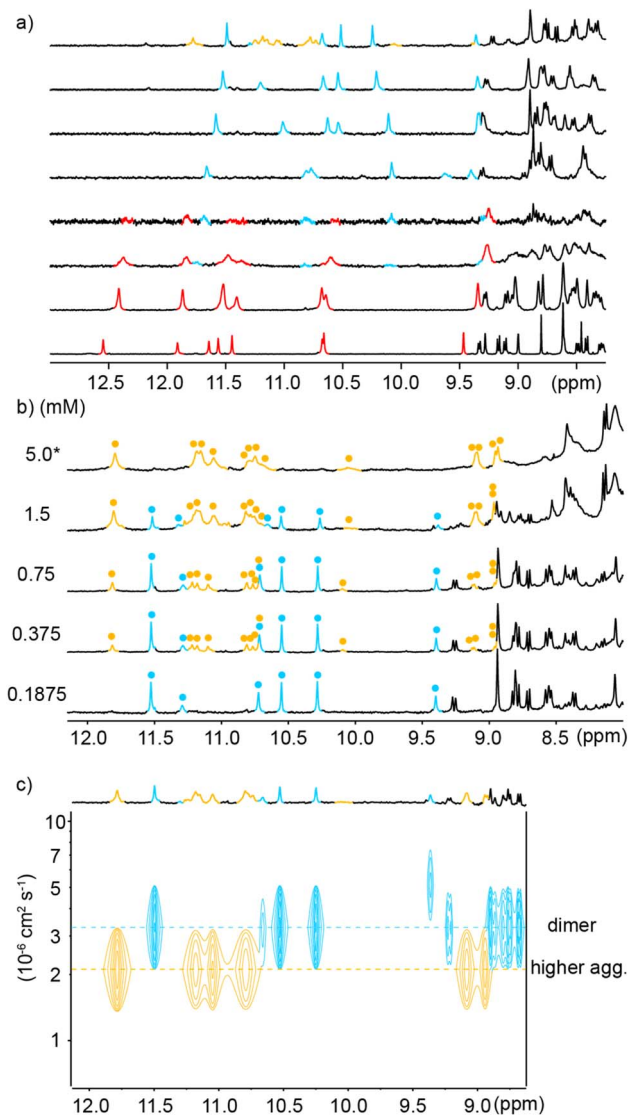 a)
12.5 12.0 11.5 11.0 10.5 10.0 9.5 9.0 (ppm)
b) (mM)
5.0*
1.5
0.75
0.375
0.1875
12.0 11.5 11.0 10.5 10.0 9.5 9.0 8.5 (ppm)
c)
10
7
5
3
2
1
(10⁻⁶ cm² s⁻¹)
dimer
higher agg.
12.0 11.5 11.0 10.5 10.0 9.5 9.0 (ppm)